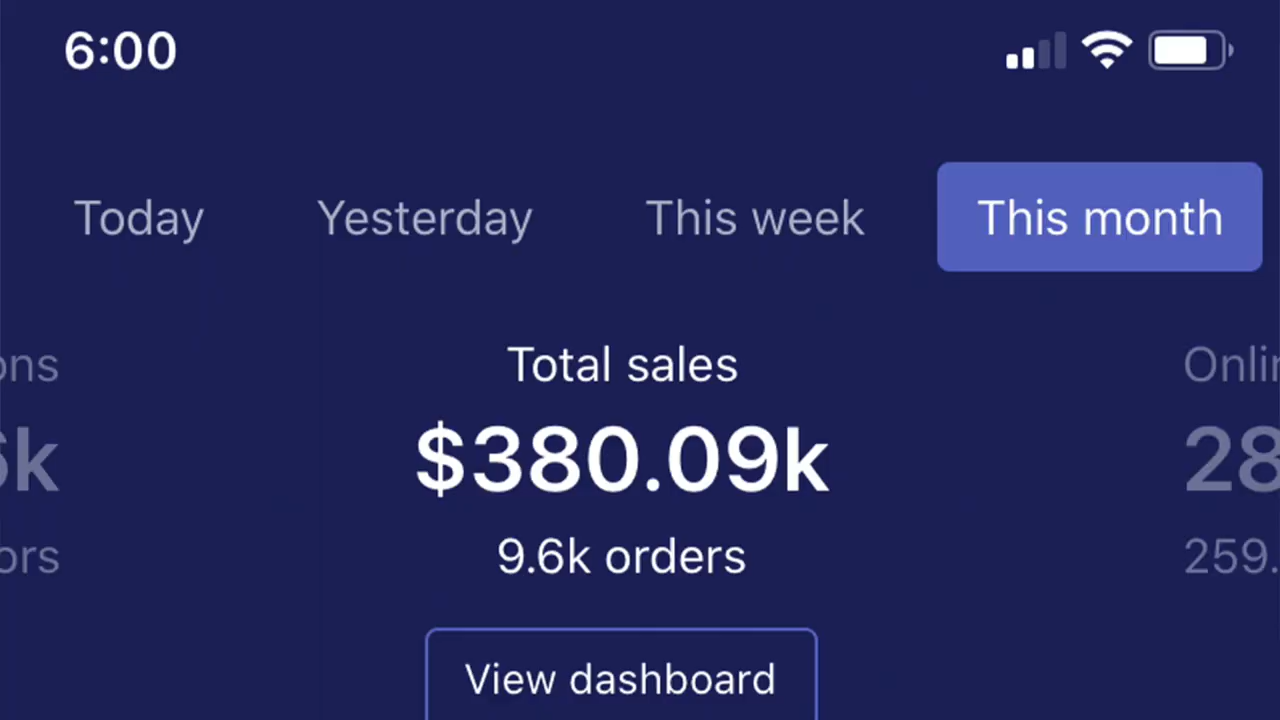 6:00
Today Yesterday This week This month
Total sales
$380.09k
9.6k orders
View dashboard